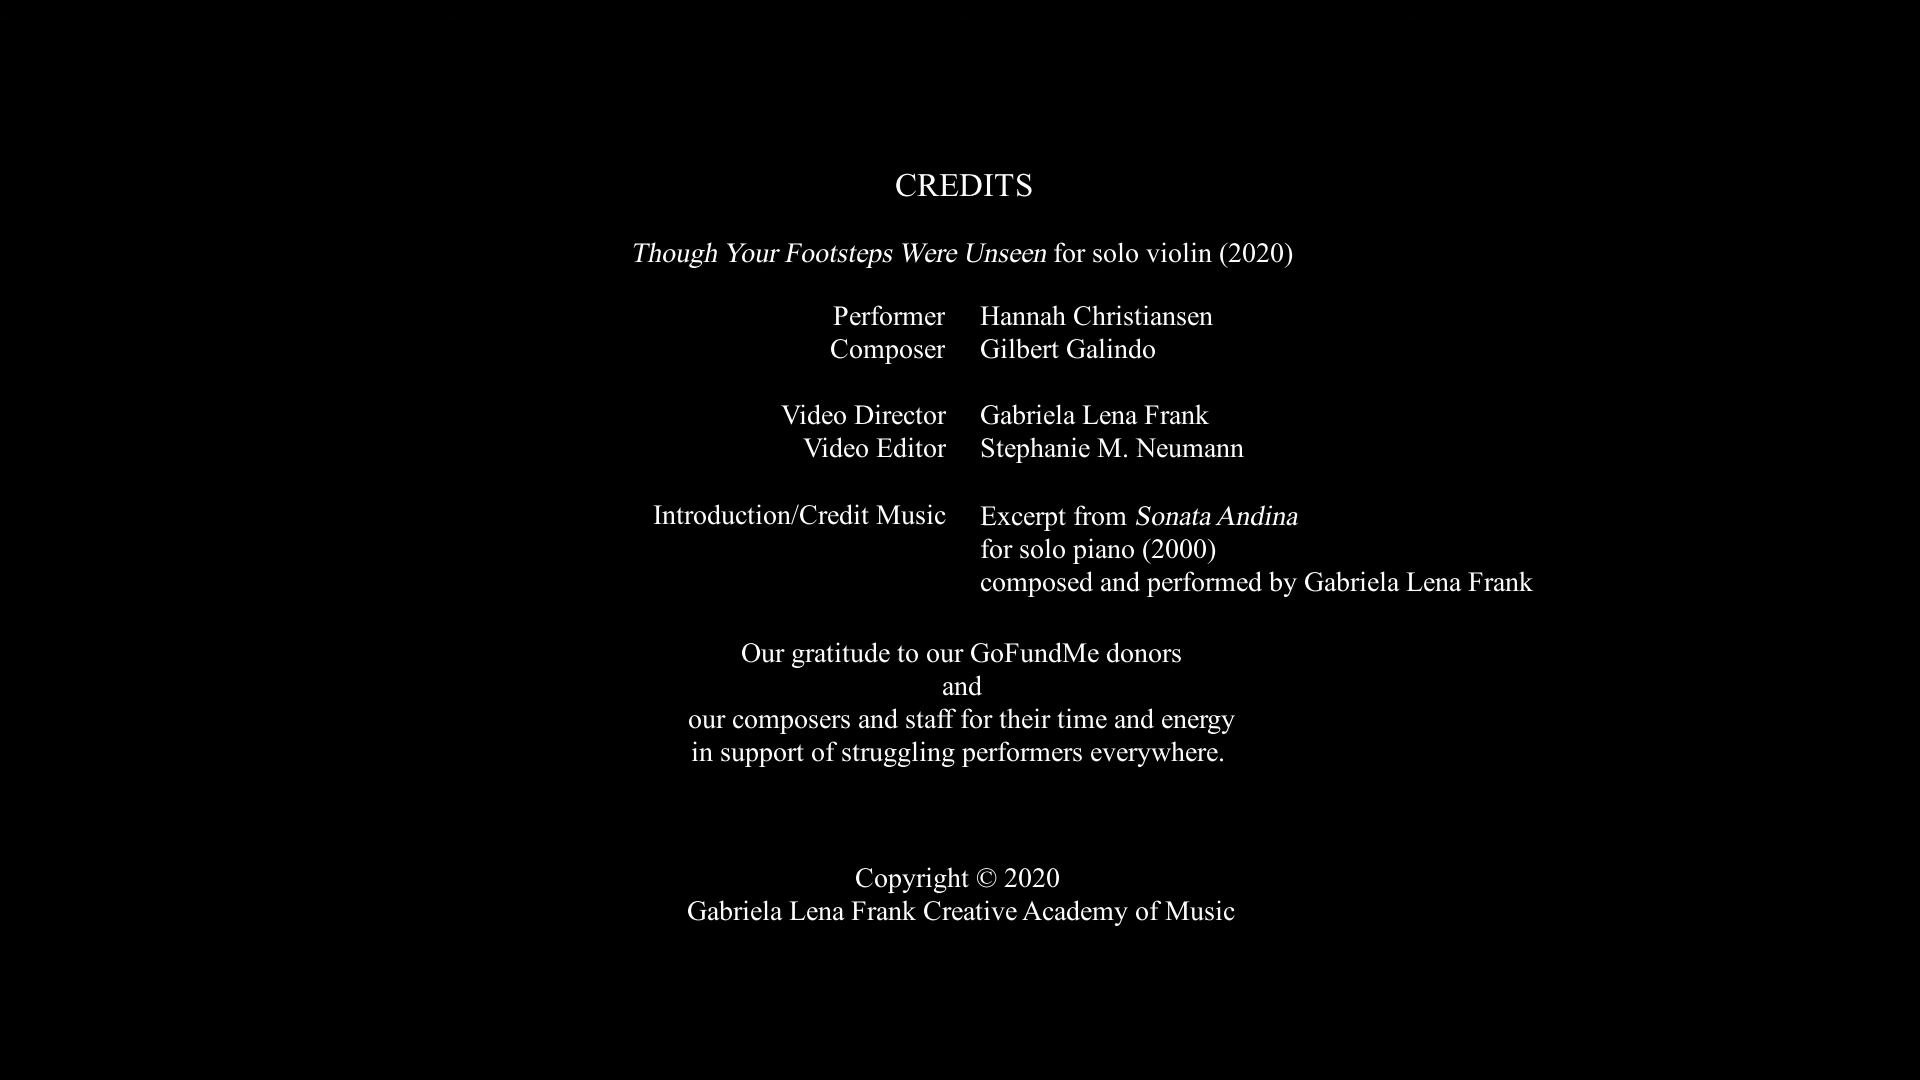 CREDITS
Though Your Footsteps Were Unseen for solo violin (2020)
Performer Hannah Christiansen
Composer Gilbert Galindo
Video Director Gabriela Lena Frank
Video Editor Stephanie M. Neumann
Introduction/Credit Music Excerpt from Sonata Andina
for solo piano (2000)
composed and performed by Gabriela Lena Frank
Our gratitude to our GoFundMe donors
and
our composers and staff for their time and energy
in support of struggling performers everywhere.
Copyright © 2020
Gabriela Lena Frank Creative Academy of Music